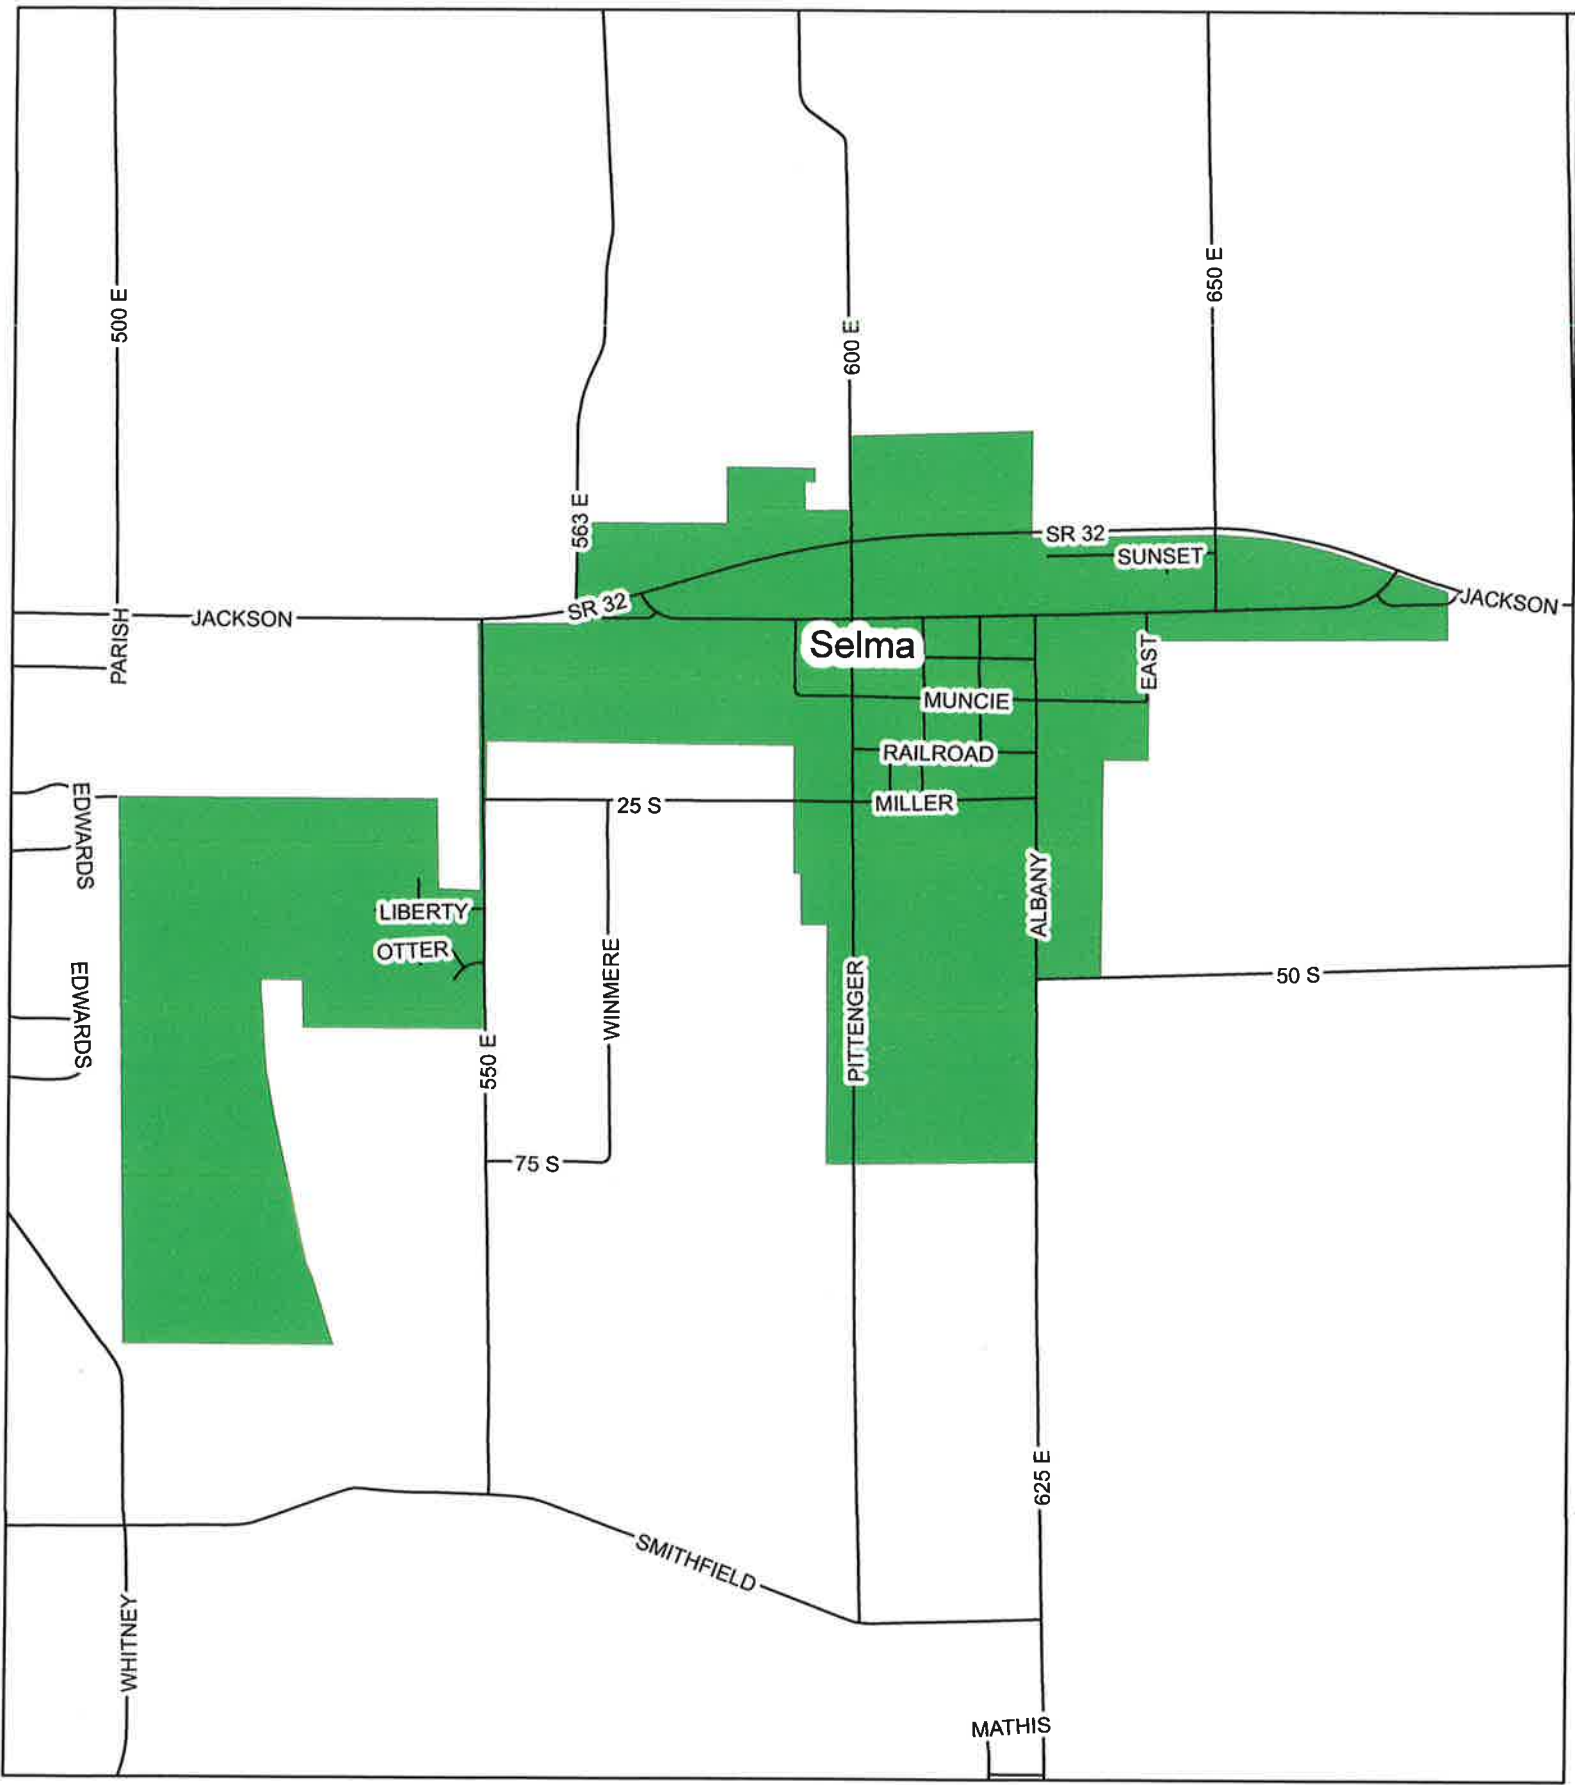 650 E
500 E
600 E
563 E
SR 32
SUNSET
SR 32
JACKSON
JACKSON
PARISH
Selma
EAST
MUNCIE
RAILROAD
25 S
MILLER
EDWARDS
ALBANY
LIBERTY
OTTER
WINMERE
50 S
EDWARDS
PITTENGER
550 E
75 S
625 E
SMITHFIELD
WHITNEY
MATHIS